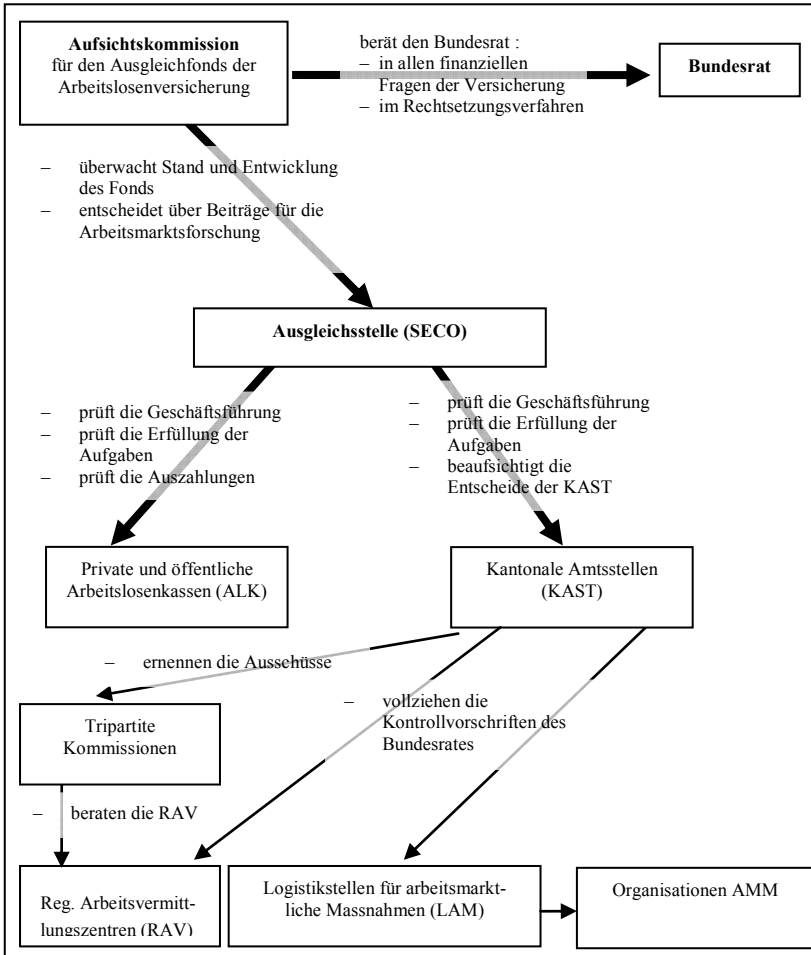 Aufsichtskommission
für den Ausgleichfonds der
Arbeitslosenversicherung
berät den Bundesrat :
– in allen finanziellen
Fragen der Versicherung
– im Rechtsetzungsverfahren
Bundesrat
– überwacht Stand und Entwicklung
des Fonds
– entscheidet über Beiträge für die
Arbeitsmarktsforschung
Ausgleichsstelle (SECO)
– prüft die Geschäftsführung
– prüft die Erfüllung der
Aufgaben
– prüft die Auszahlungen
– prüft die Geschäftsführung
– prüft die Erfüllung der
Aufgaben
– beaufsichtigt die
Entscheide der KAST
Private und öffentliche
Arbeitslosenkassen (ALK)
Kantonale Amtsstellen
(KAST)
– ernennen die Ausschüsse
– vollziehen die
Kontrollvorschriften des
Bundesrates
Tripartite
Kommissionen
– beraten die RAV
Reg. Arbeitsvermitt-
lungszentren (RAV)
Logistikstellen für arbeitsmarkt-
liche Massnahmen (LAM)
Organisationen AMM